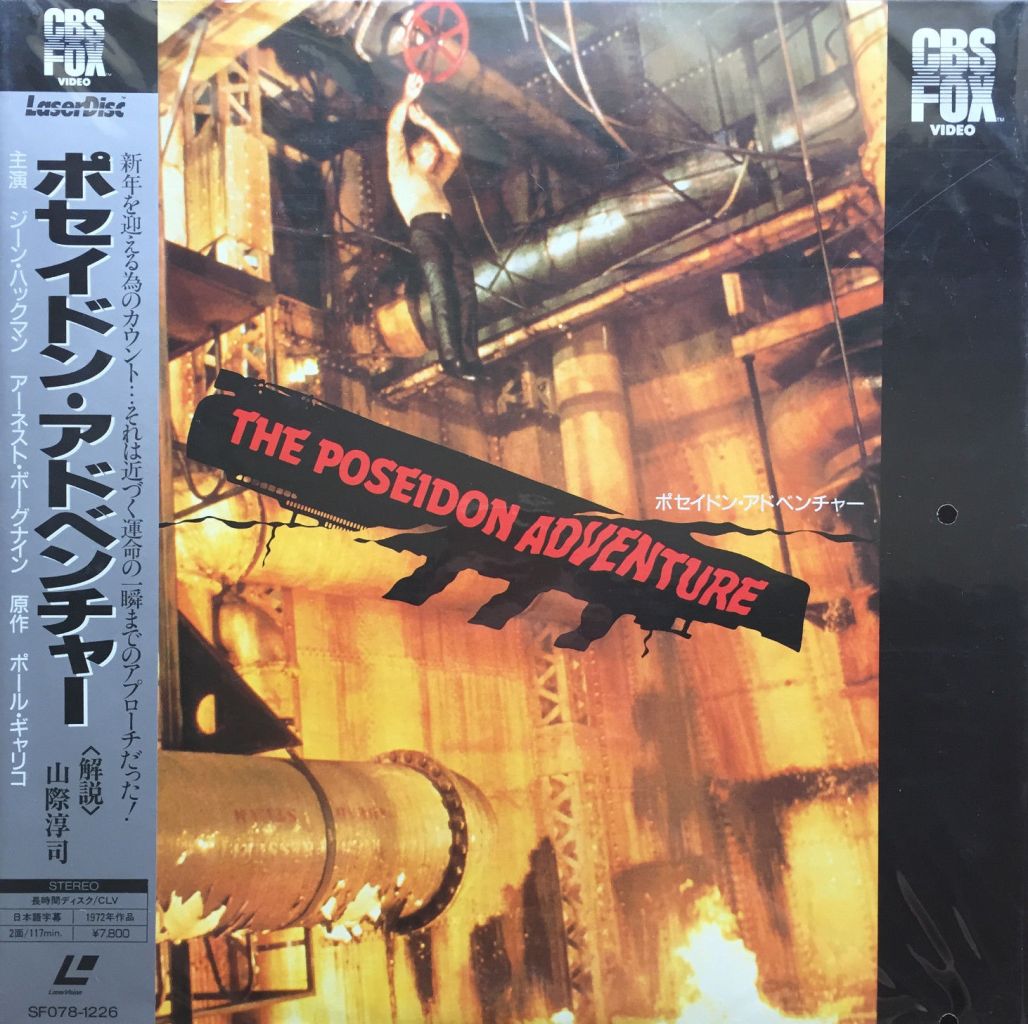 CBS
FOX
VIDEO
LaserDisc
新年を迎える為のカウント…それは近づく運命の一瞬までのアプローチだった！
ポセイドン・アドベンチャー
主演 ジーン・ハックマン アーネスト・ボーグナイン 原作 ポール・ギャリコ
〈解説〉
山際淳司
STEREO
長時間ディスク/CLV
日本語字幕 1972年作品
2面/117min. ¥7,800
LaserVision
SF078-1226
THE POSEIDON ADVENTURE
ポセイドン・アドベンチャー
CBS
FOX™
VIDEO